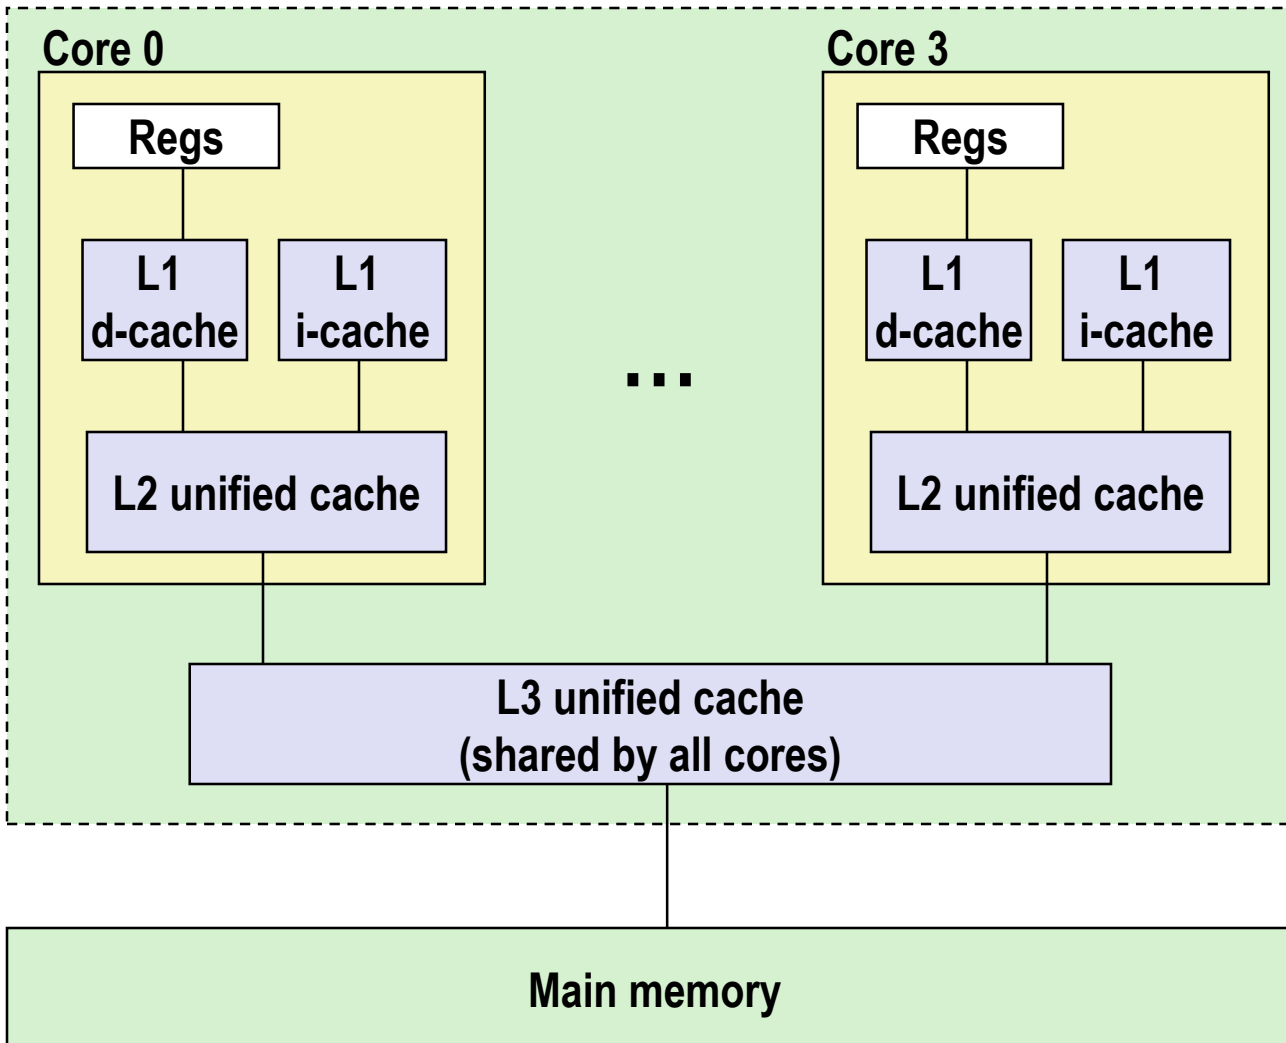 Core 0
Core 3
Regs
Regs
L1
d-cache
L1
i-cache
L1
d-cache
L1
i-cache
...
L2 unified cache
L2 unified cache
L3 unified cache
(shared by all cores)
Main memory